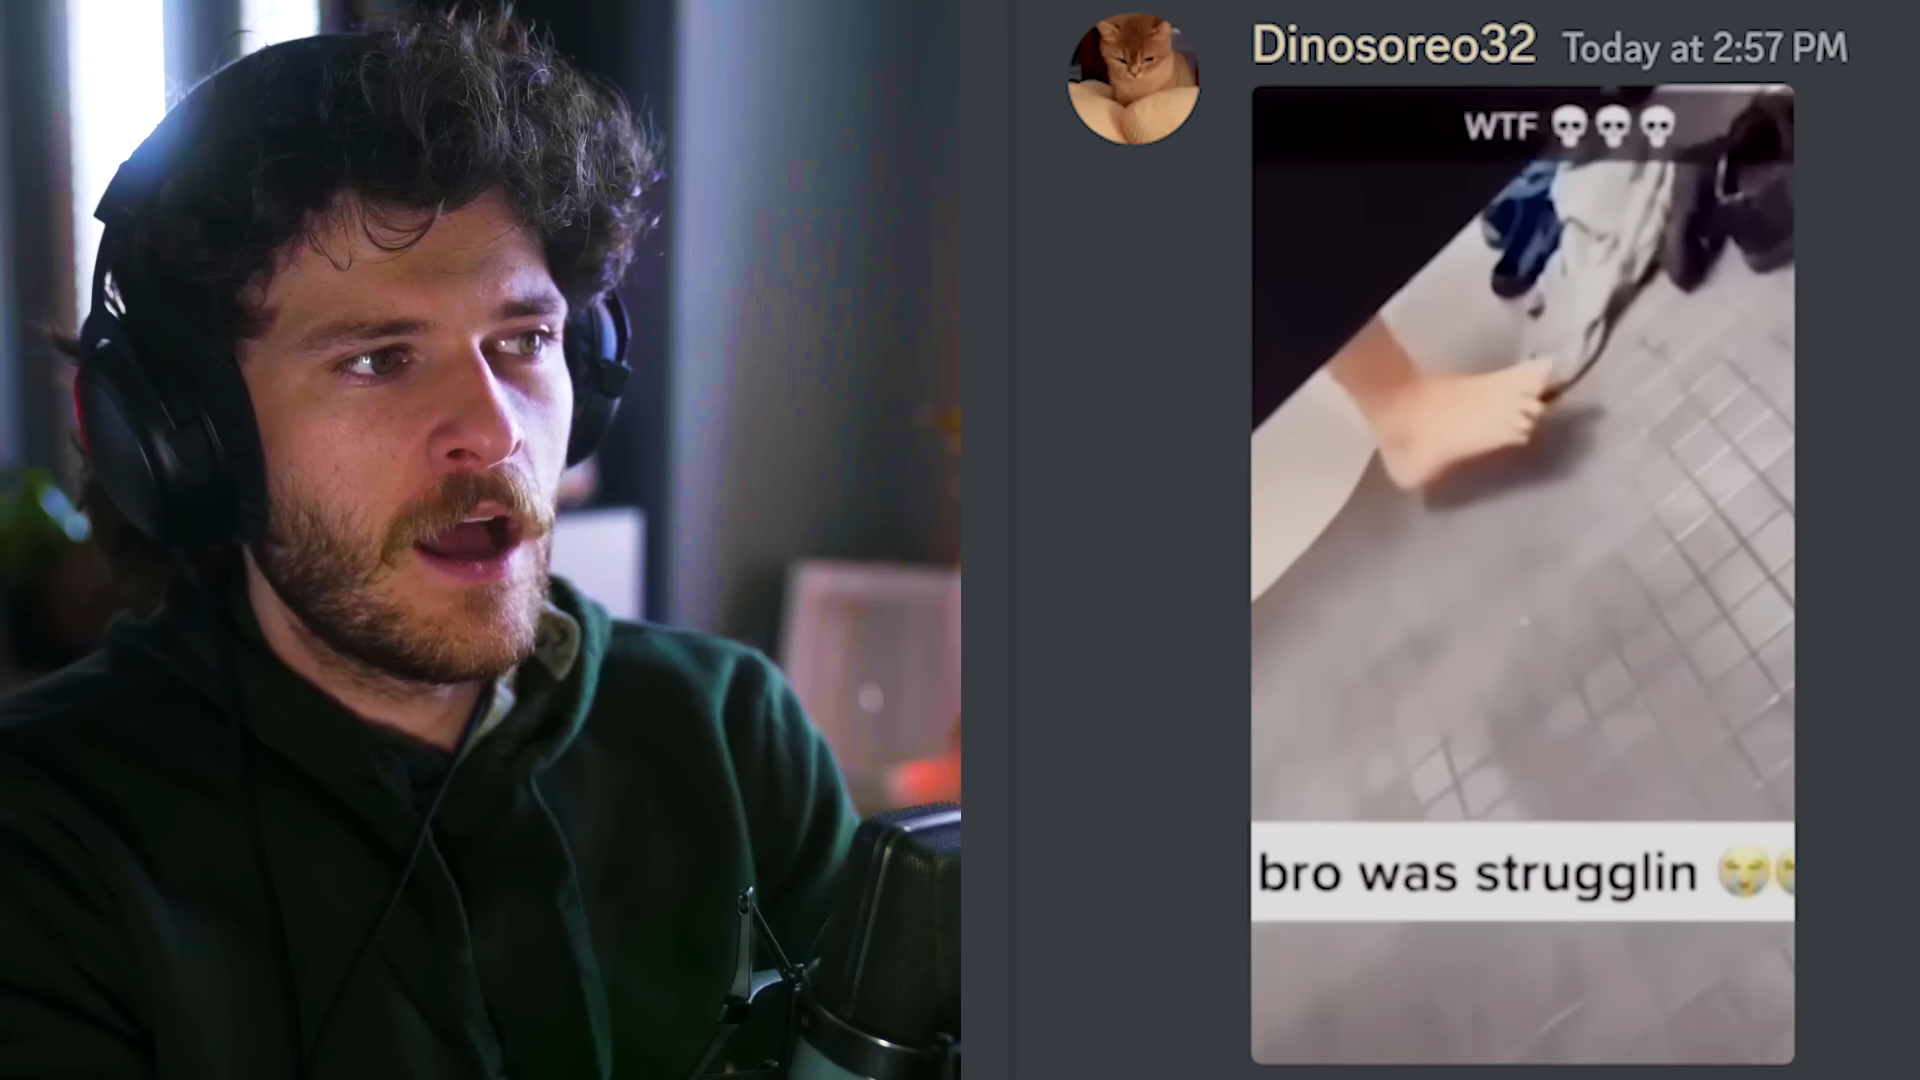 Dinosoreo32 Today at 2:57 PM
WTF 💀💀💀
bro was strugglin 😭😭